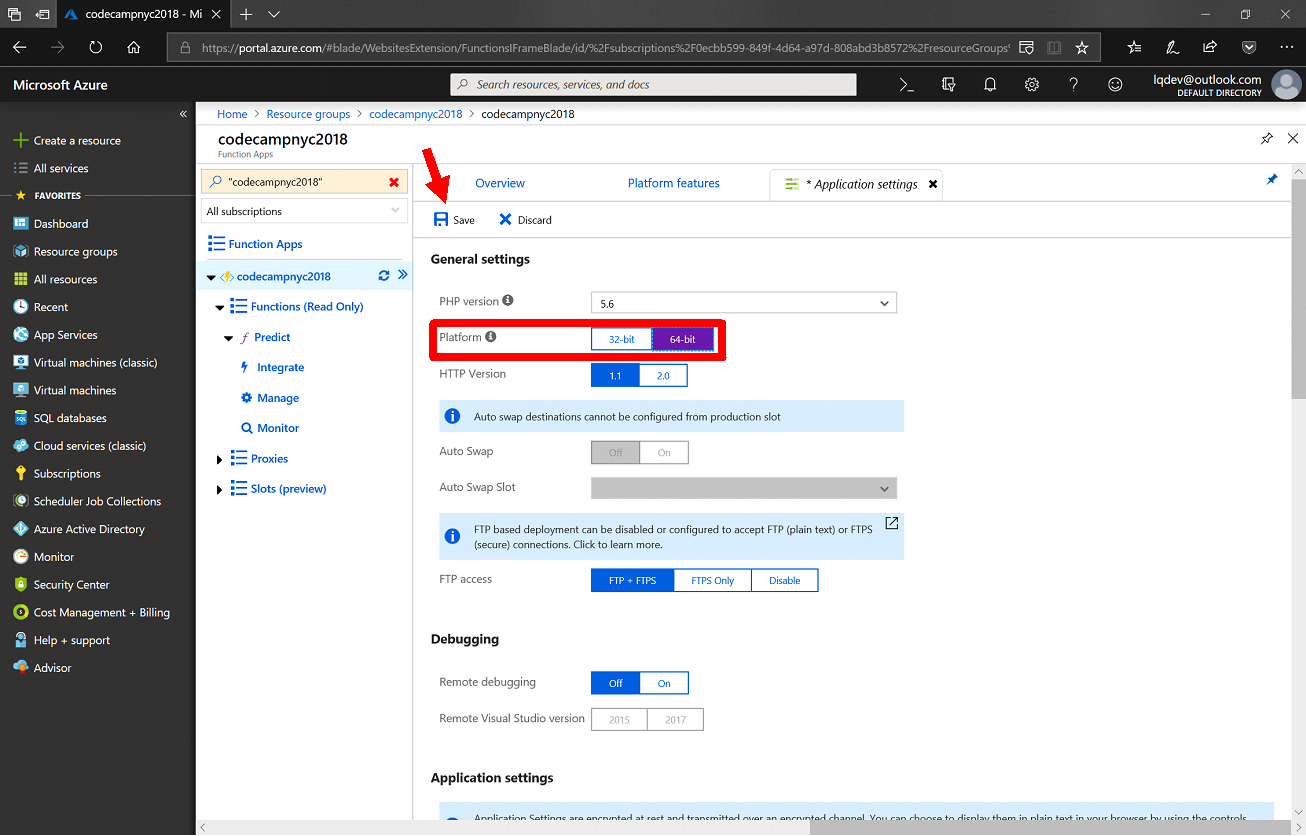 codecampnyc2018 - Mi
https://portal.azure.com/#blade/WebsitesExtension/FunctionsIFrameBlade/id/%2Fsubscriptions%2F0ecbb599-849f-4d64-a97d-808abd3b8572%2FresourceGroups%
Microsoft Azure
Search resources, services, and docs
lqdev@outlook.com
DEFAULT DIRECTORY
Create a resource
All services
FAVORITES
Dashboard
Resource groups
All resources
Recent
App Services
Virtual machines (classic)
Virtual machines
SQL databases
Cloud services (classic)
Subscriptions
Scheduler Job Collections
Azure Active Directory
Monitor
Security Center
Cost Management + Billing
Help + support
Advisor
Home > Resource groups > codecampnyc2018 > codecampnyc2018
codecampnyc2018
Function Apps
"codecampnyc2018"
All subscriptions
Function Apps
codecampnyc2018
Functions (Read Only)
Predict
Integrate
Manage
Monitor
Proxies
Slots (preview)
Overview
Platform features
* Application settings
Save
Discard
General settings
PHP version
5.6
Platform
32-bit
64-bit
HTTP Version
1.1
2.0
Auto swap destinations cannot be configured from production slot
Auto Swap
Off
On
Auto Swap Slot
FTP based deployment can be disabled or configured to accept FTP (plain text) or FTPS
(secure) connections. Click to learn more.
FTP access
FTP + FTPS
FTPS Only
Disable
Debugging
Remote debugging
Off
On
Remote Visual Studio version
2015
2017
Application settings
Application Settings are encrypted at rest and transmitted over an encrypted channel. You can choose to display them in plain text in your browser by using the controls